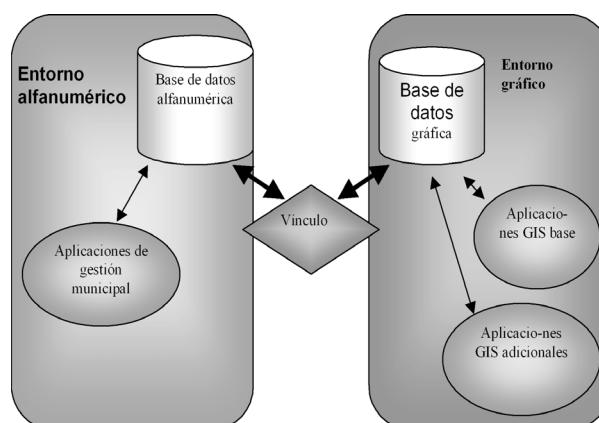 Entorno
alfanumérico
Base de datos
alfanumérica
Aplicaciones de
gestión
municipal
Vínculo
Base de
datos
gráfica
Entorno
gráfico
Aplicacio-
nes GIS base
Aplicacio-nes
GIS adicionales